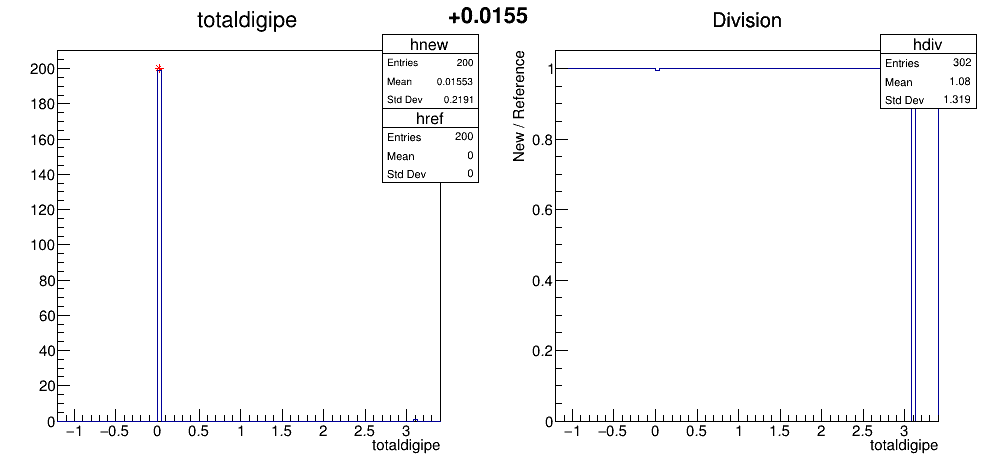 totaldigipe
+0.0155
Division
hnew
Entries 200
Mean 0.01553
Std Dev 0.2191
href
Entries 200
Mean 0
Std Dev 0
200
180
160
140
120
100
80
60
40
20
0
−1 −0.5 0 0.5 1 1.5 2 2.5 3
totaldigipe
hdiv
Entries 302
Mean 1.08
Std Dev 1.319
New / Reference
1
0.8
0.6
0.4
0.2
0
−1 −0.5 0 0.5 1 1.5 2 2.5 3
totaldigipe